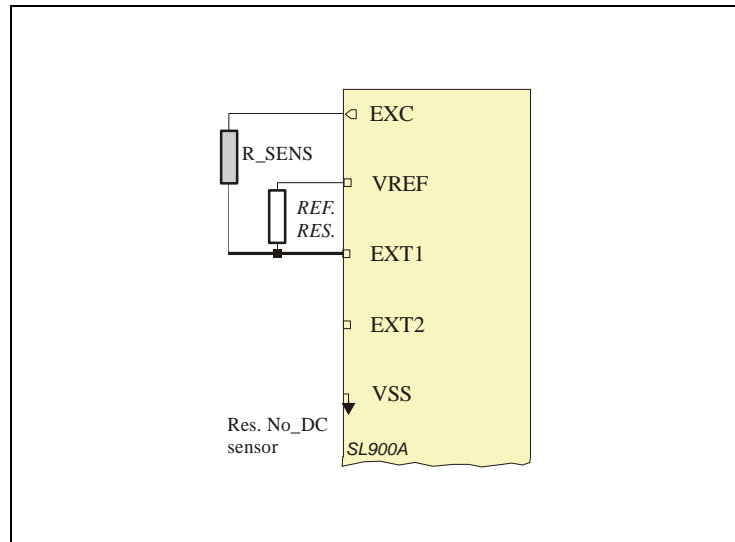 EXC
R_SENS
VREF
REF.
RES.
EXT1
EXT2
VSS
Res. No_DC
sensor
SL900A